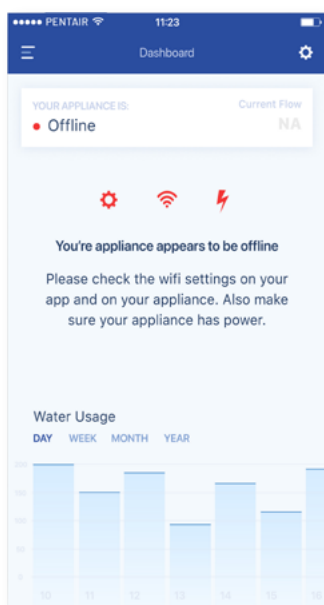 PENTAIR 11:23
Dashboard
YOUR APPLIANCE IS: Current Flow
Offline NA
You're appliance appears to be offline
Please check the wifi settings on your
app and on your appliance. Also make
sure your appliance has power.
Water Usage
DAY WEEK MONTH YEAR
10 11 12 13 14 15 16